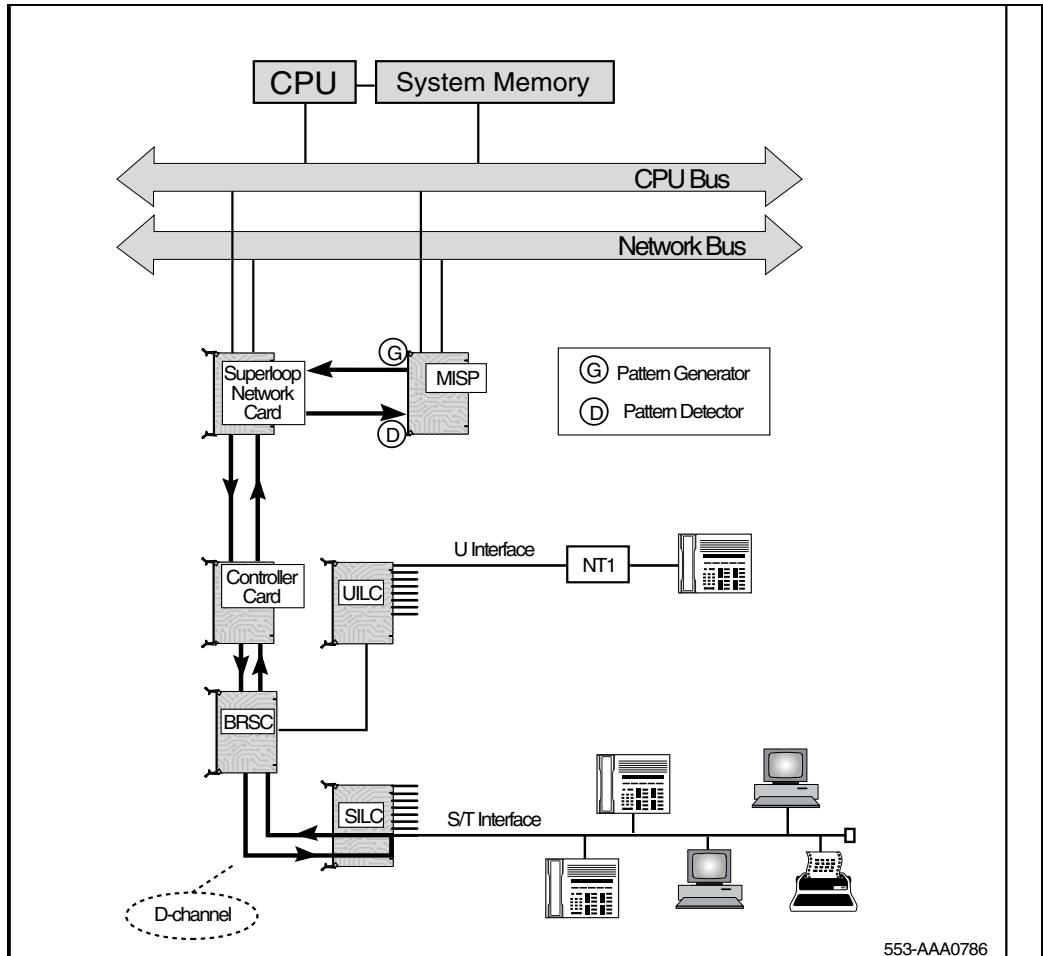 CPU
System Memory
CPU Bus
Network Bus
G
Superloop
Network
Card
MISP
D
G Pattern Generator
D Pattern Detector
U Interface
NT1
Controller
Card
UILC
BRSC
SILC
S/T Interface
D-channel
553-AAA0786